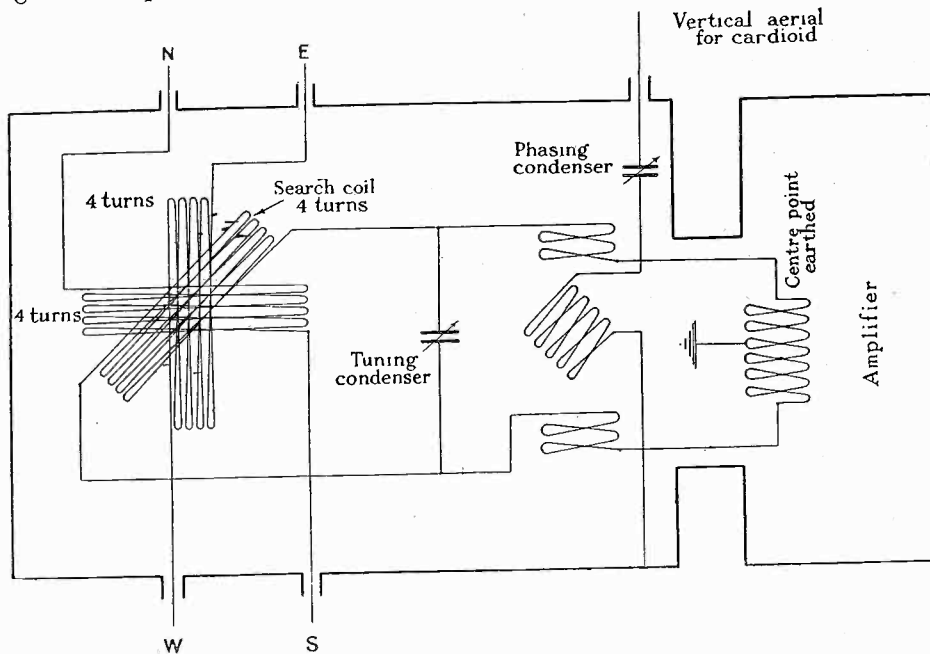 Vertical aerial
for cardioid
N
E
Phasing
condenser
4 turns
Search coil
4 turns
Centre point
earthed
4 turns
Tuning
condenser
Amplifier
W
S